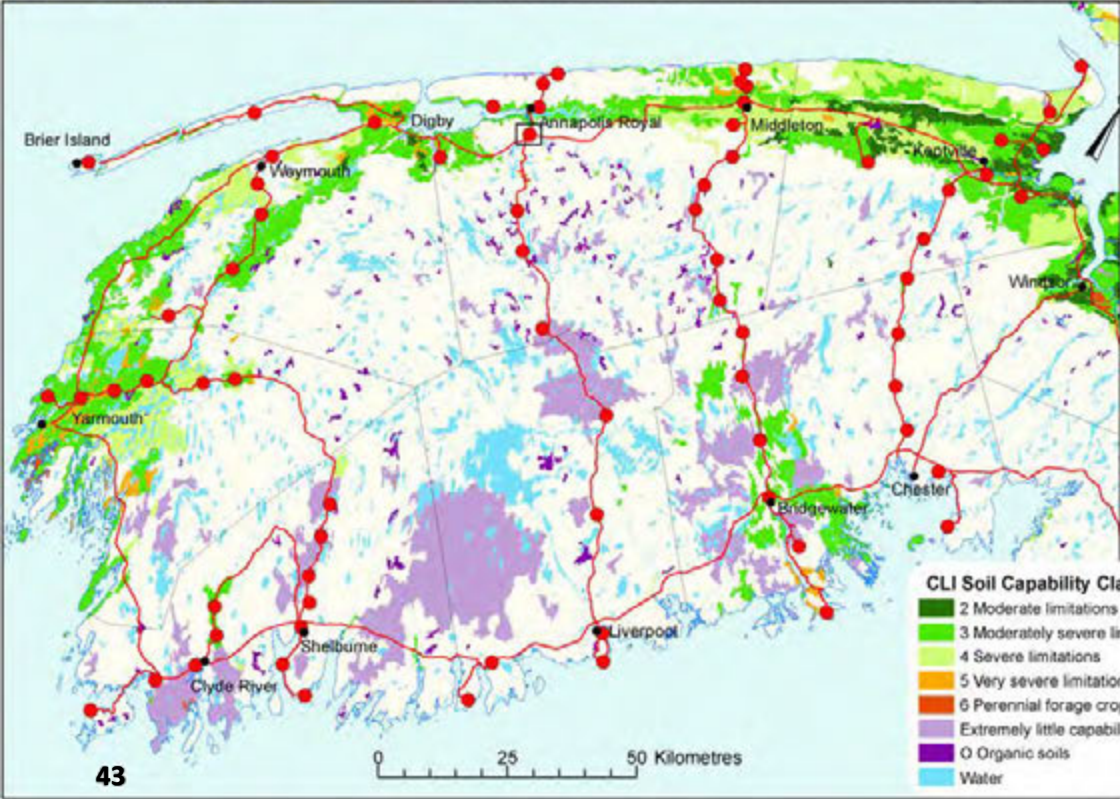 Digby
Annapolis Royal
Middleton
Brier Island
Kentville
Weymouth
Windsor
Yarmouth
Chester
Bridgewater
CLI Soil Capability Cla
2 Moderate limitations
3 Moderately severe li
4 Severe limitations
5 Very severe limitatio
6 Perennial forage cro
Extremely little capabil
O Organic soils
Water
Liverpool
Shelburne
Clyde River
0 25 50 Kilometres
43